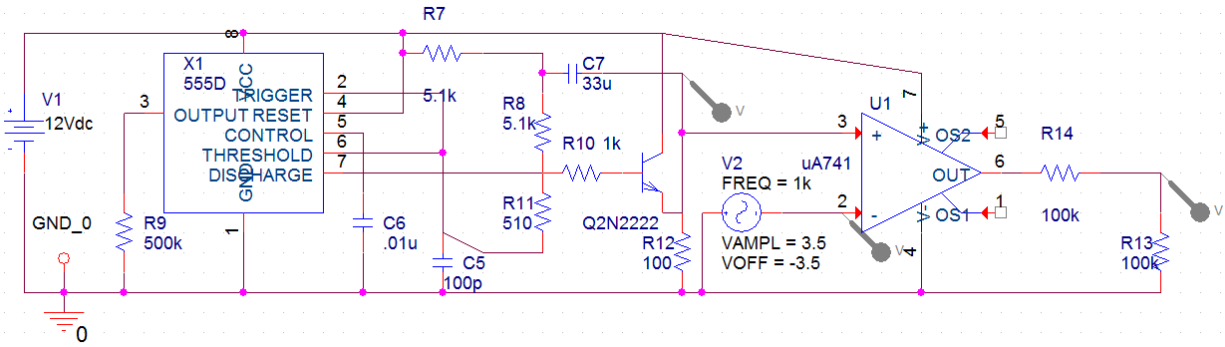 R7
5.1k
V1
12Vdc
GND_0
0
X1
555D
VCC
TRIGGER
OUTPUT RESET
CONTROL
THRESHOLD
DISCHARGE
GND
8
3
2
4
5
6
7
1
R9
500k
C6
.01u
C5
100p
R8
5.1k
C7
33u
R10 1k
R11
510
Q2N2222
R12
100
V
V2
FREQ = 1k
VAMPL = 3.5
VOFF = -3.5
V
U1
uA741
3
+
2
-
7
V+
4
V-
OS2
5
OUT
6
OS1
1
R14
100k
R13
100k
V